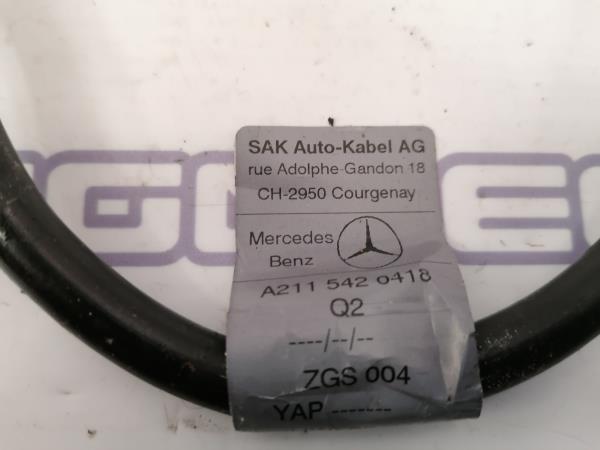 SAK Auto-Kabel AG
rue Adolphe Gandon 18
CH-2950 Courgenay
Mercedes
Benz
A211 542 0418
Q2
----/--/--
ZGS 004
YAP -------